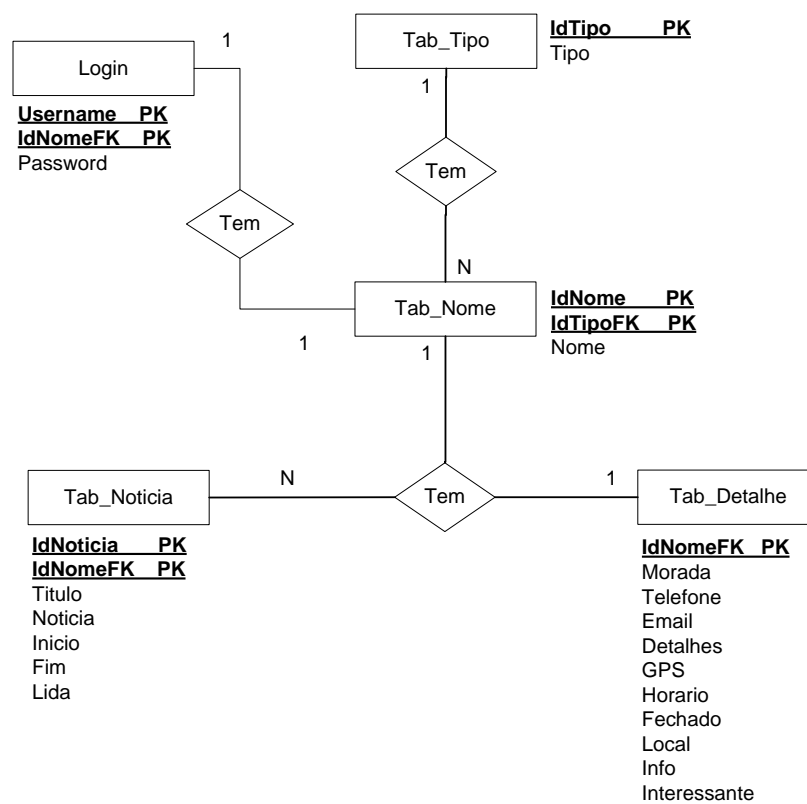 1
Login
Username PK
IdNomeFK PK
Password
Tab_Tipo
IdTipo PK
Tipo
1
Tem
N
Tem
Tab_Nome
IdNome PK
IdTipoFK PK
Nome
1
1
Tab_Noticia
N
Tem
1
Tab_Detalhe
IdNoticia PK
IdNomeFK PK
Titulo
Noticia
Inicio
Fim
Lida
IdNomeFK PK
Morada
Telefone
Email
Detalhes
GPS
Horario
Fechado
Local
Info
Interessante